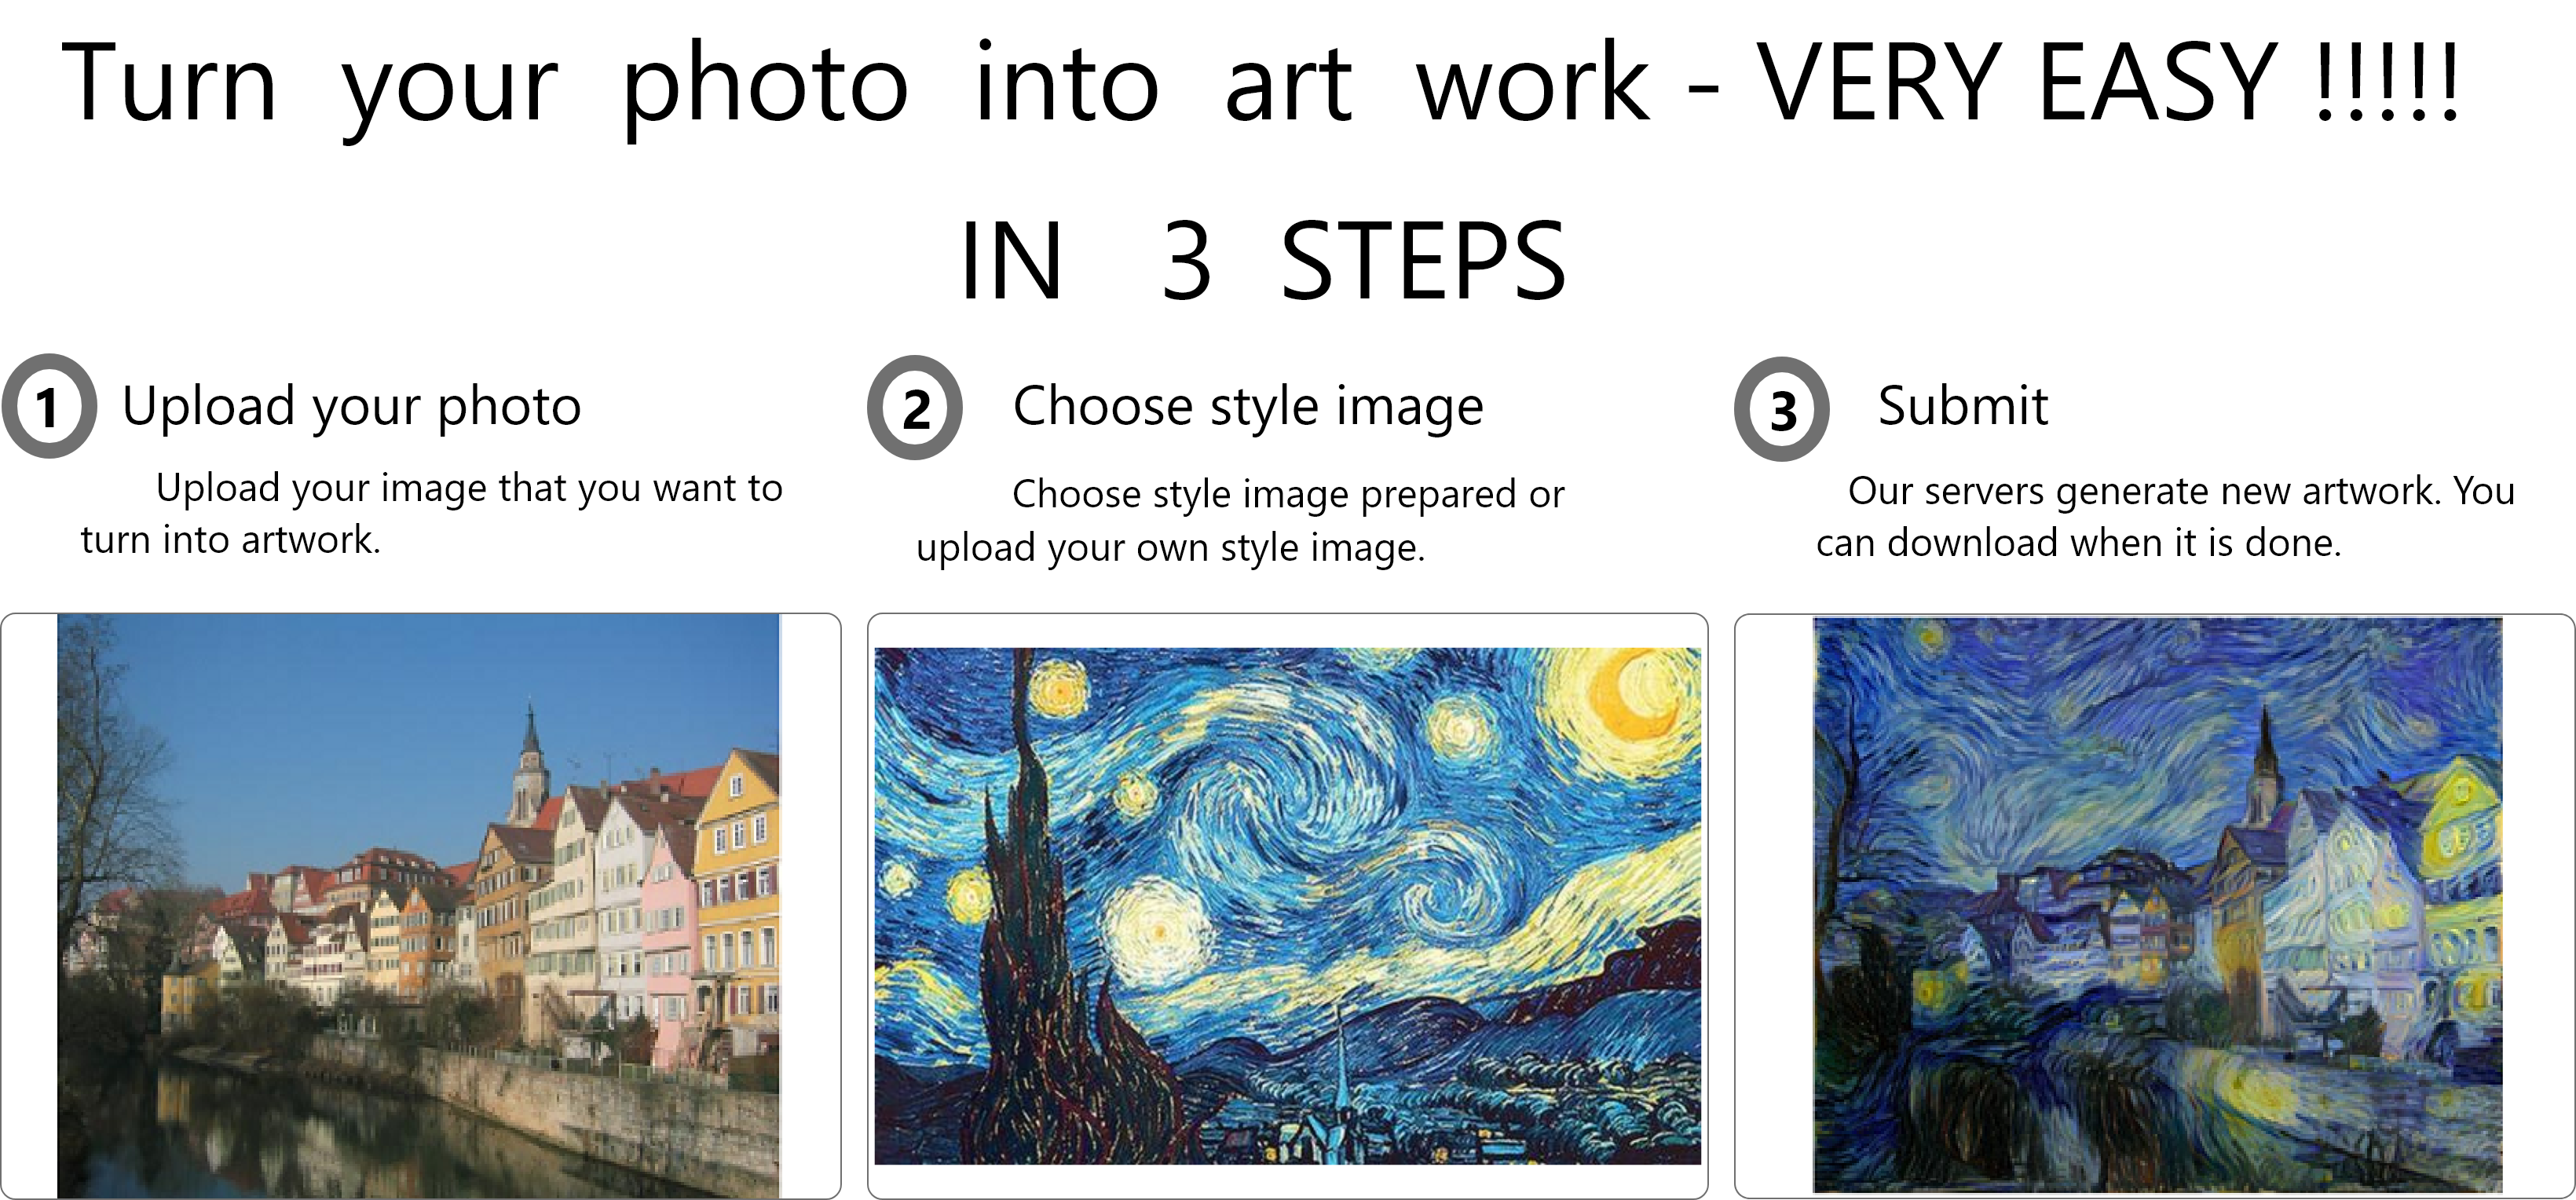 Turn your photo into art work - VERY EASY !!!!!
IN 3 STEPS
1 Upload your photo
Upload your image that you want to
turn into artwork.
2 Choose style image
Choose style image prepared or
upload your own style image.
3 Submit
Our servers generate new artwork. You
can download when it is done.